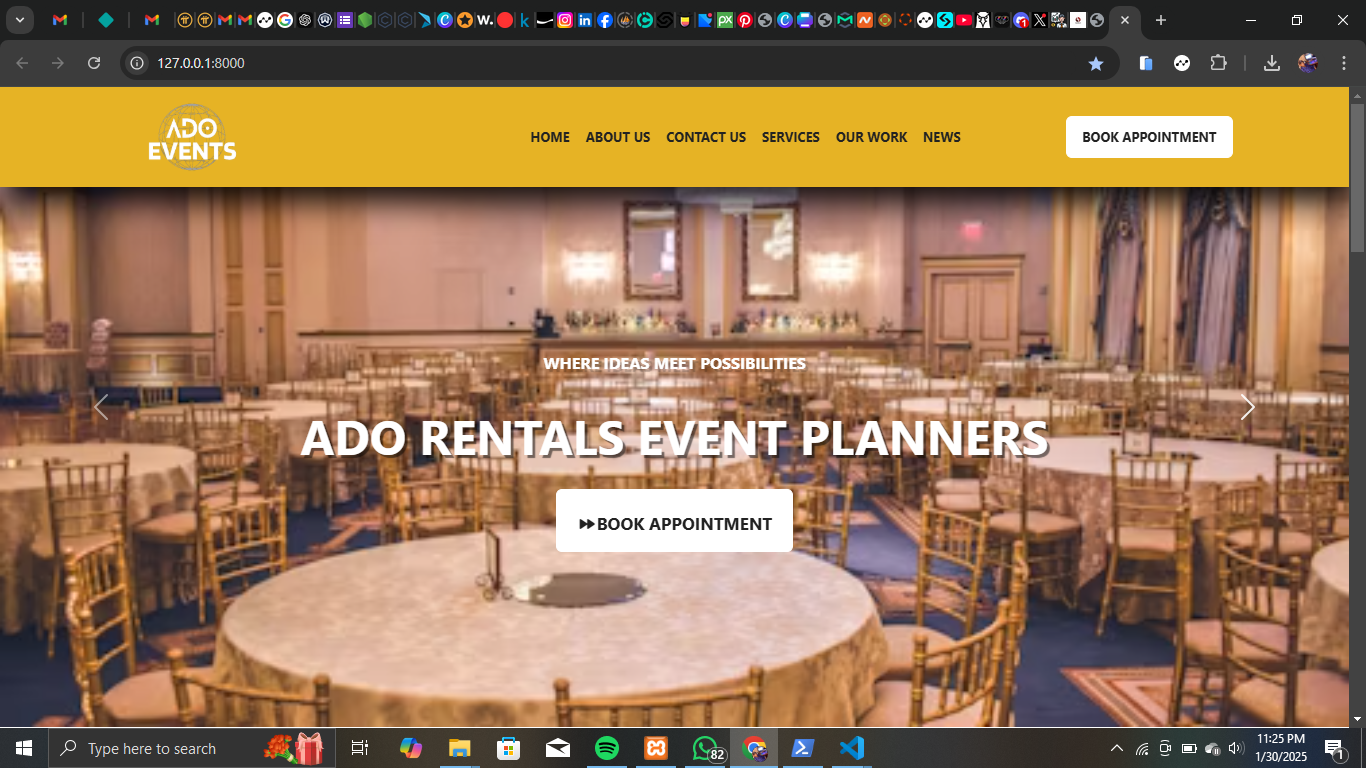 127.0.0.1:8000
ADO
EVENTS
HOME ABOUT US CONTACT US SERVICES OUR WORK NEWS
BOOK APPOINTMENT
WHERE IDEAS MEET POSSIBILITIES
ADO RENTALS EVENT PLANNERS
BOOK APPOINTMENT
Type here to search
82
11:25 PM
1/30/2025
1